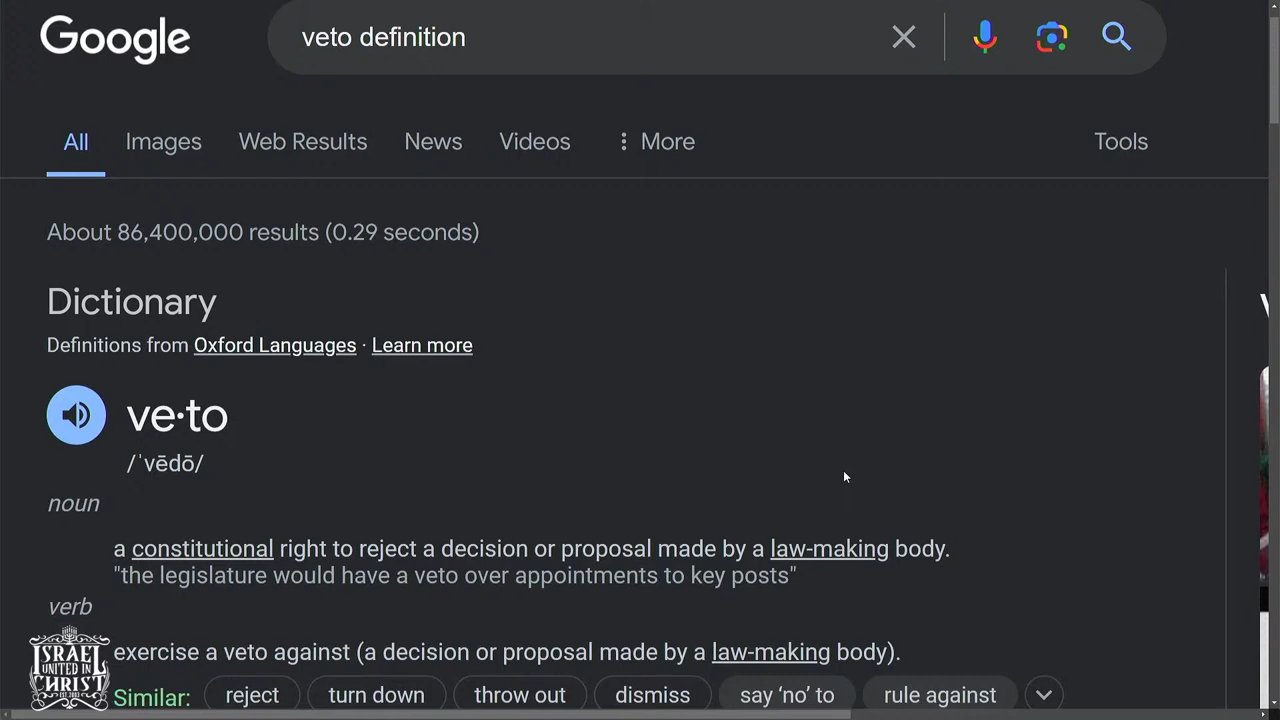 Google
veto definition
All Images Web Results News Videos More Tools
About 86,400,000 results (0.29 seconds)
Dictionary
Definitions from Oxford Languages · Learn more
ve·to
/ˈvēdō/
noun
a constitutional right to reject a decision or proposal made by a law-making body.
"the legislature would have a veto over appointments to key posts"
verb
exercise a veto against (a decision or proposal made by a law-making body).
Similar: reject turn down throw out dismiss say ‘no’ to rule against
ISRAEL
UNITED IN
CHRIST